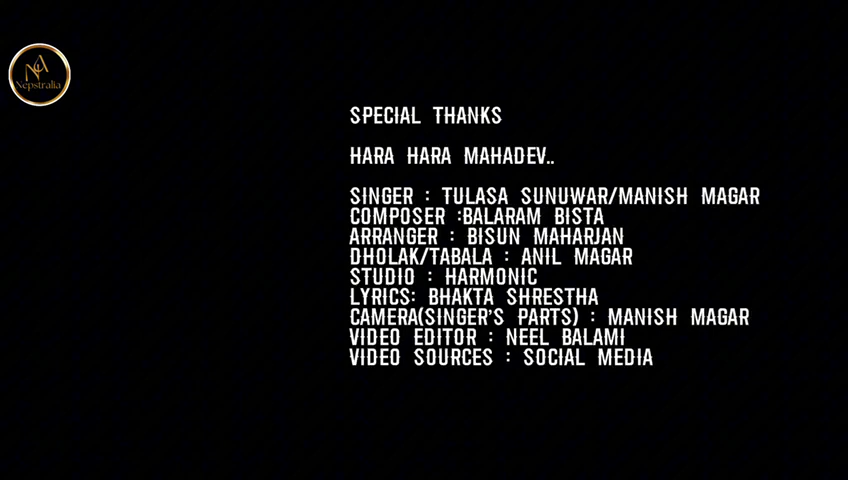 NA
Nepstralia
SPECIAL THANKS
HARA HARA MAHADEV..
SINGER : TULASA SUNUWAR/MANISH MAGAR
COMPOSER :BALARAM BISTA
ARRANGER : BISUN MAHARJAN
DHOLAK/TABALA : ANIL MAGAR
STUDIO : HARMONIC
LYRICS: BHAKTA SHRESTHA
CAMERA(SINGER'S PARTS) : MANISH MAGAR
VIDEO EDITOR : NEEL BALAMI
VIDEO SOURCES : SOCIAL MEDIA